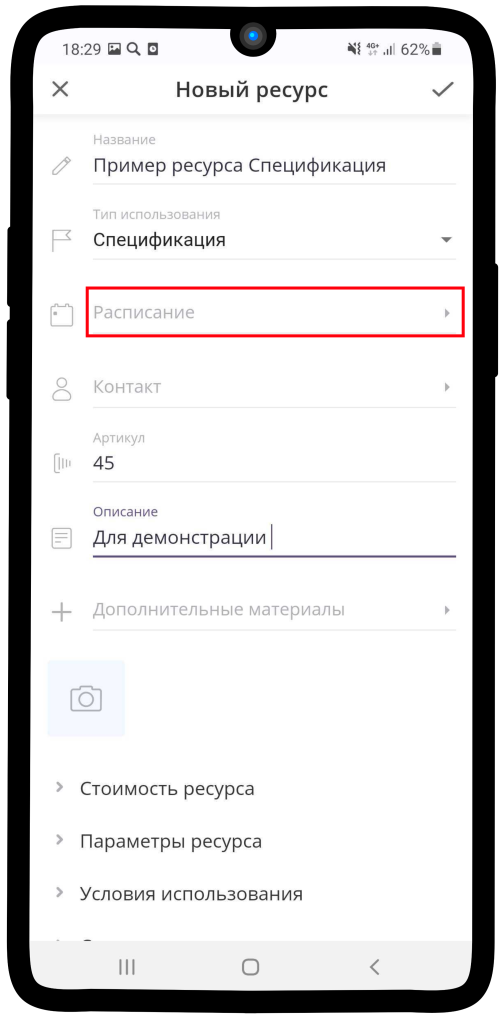 18:29 4G+ 62%
Новый ресурс
Название
Пример ресурса Спецификация
Тип использования
Спецификация
Расписание
Контакт
Артикул
45
Описание
Для демонстрации
Дополнительные материалы
Стоимость ресурса
Параметры ресурса
Условия использования